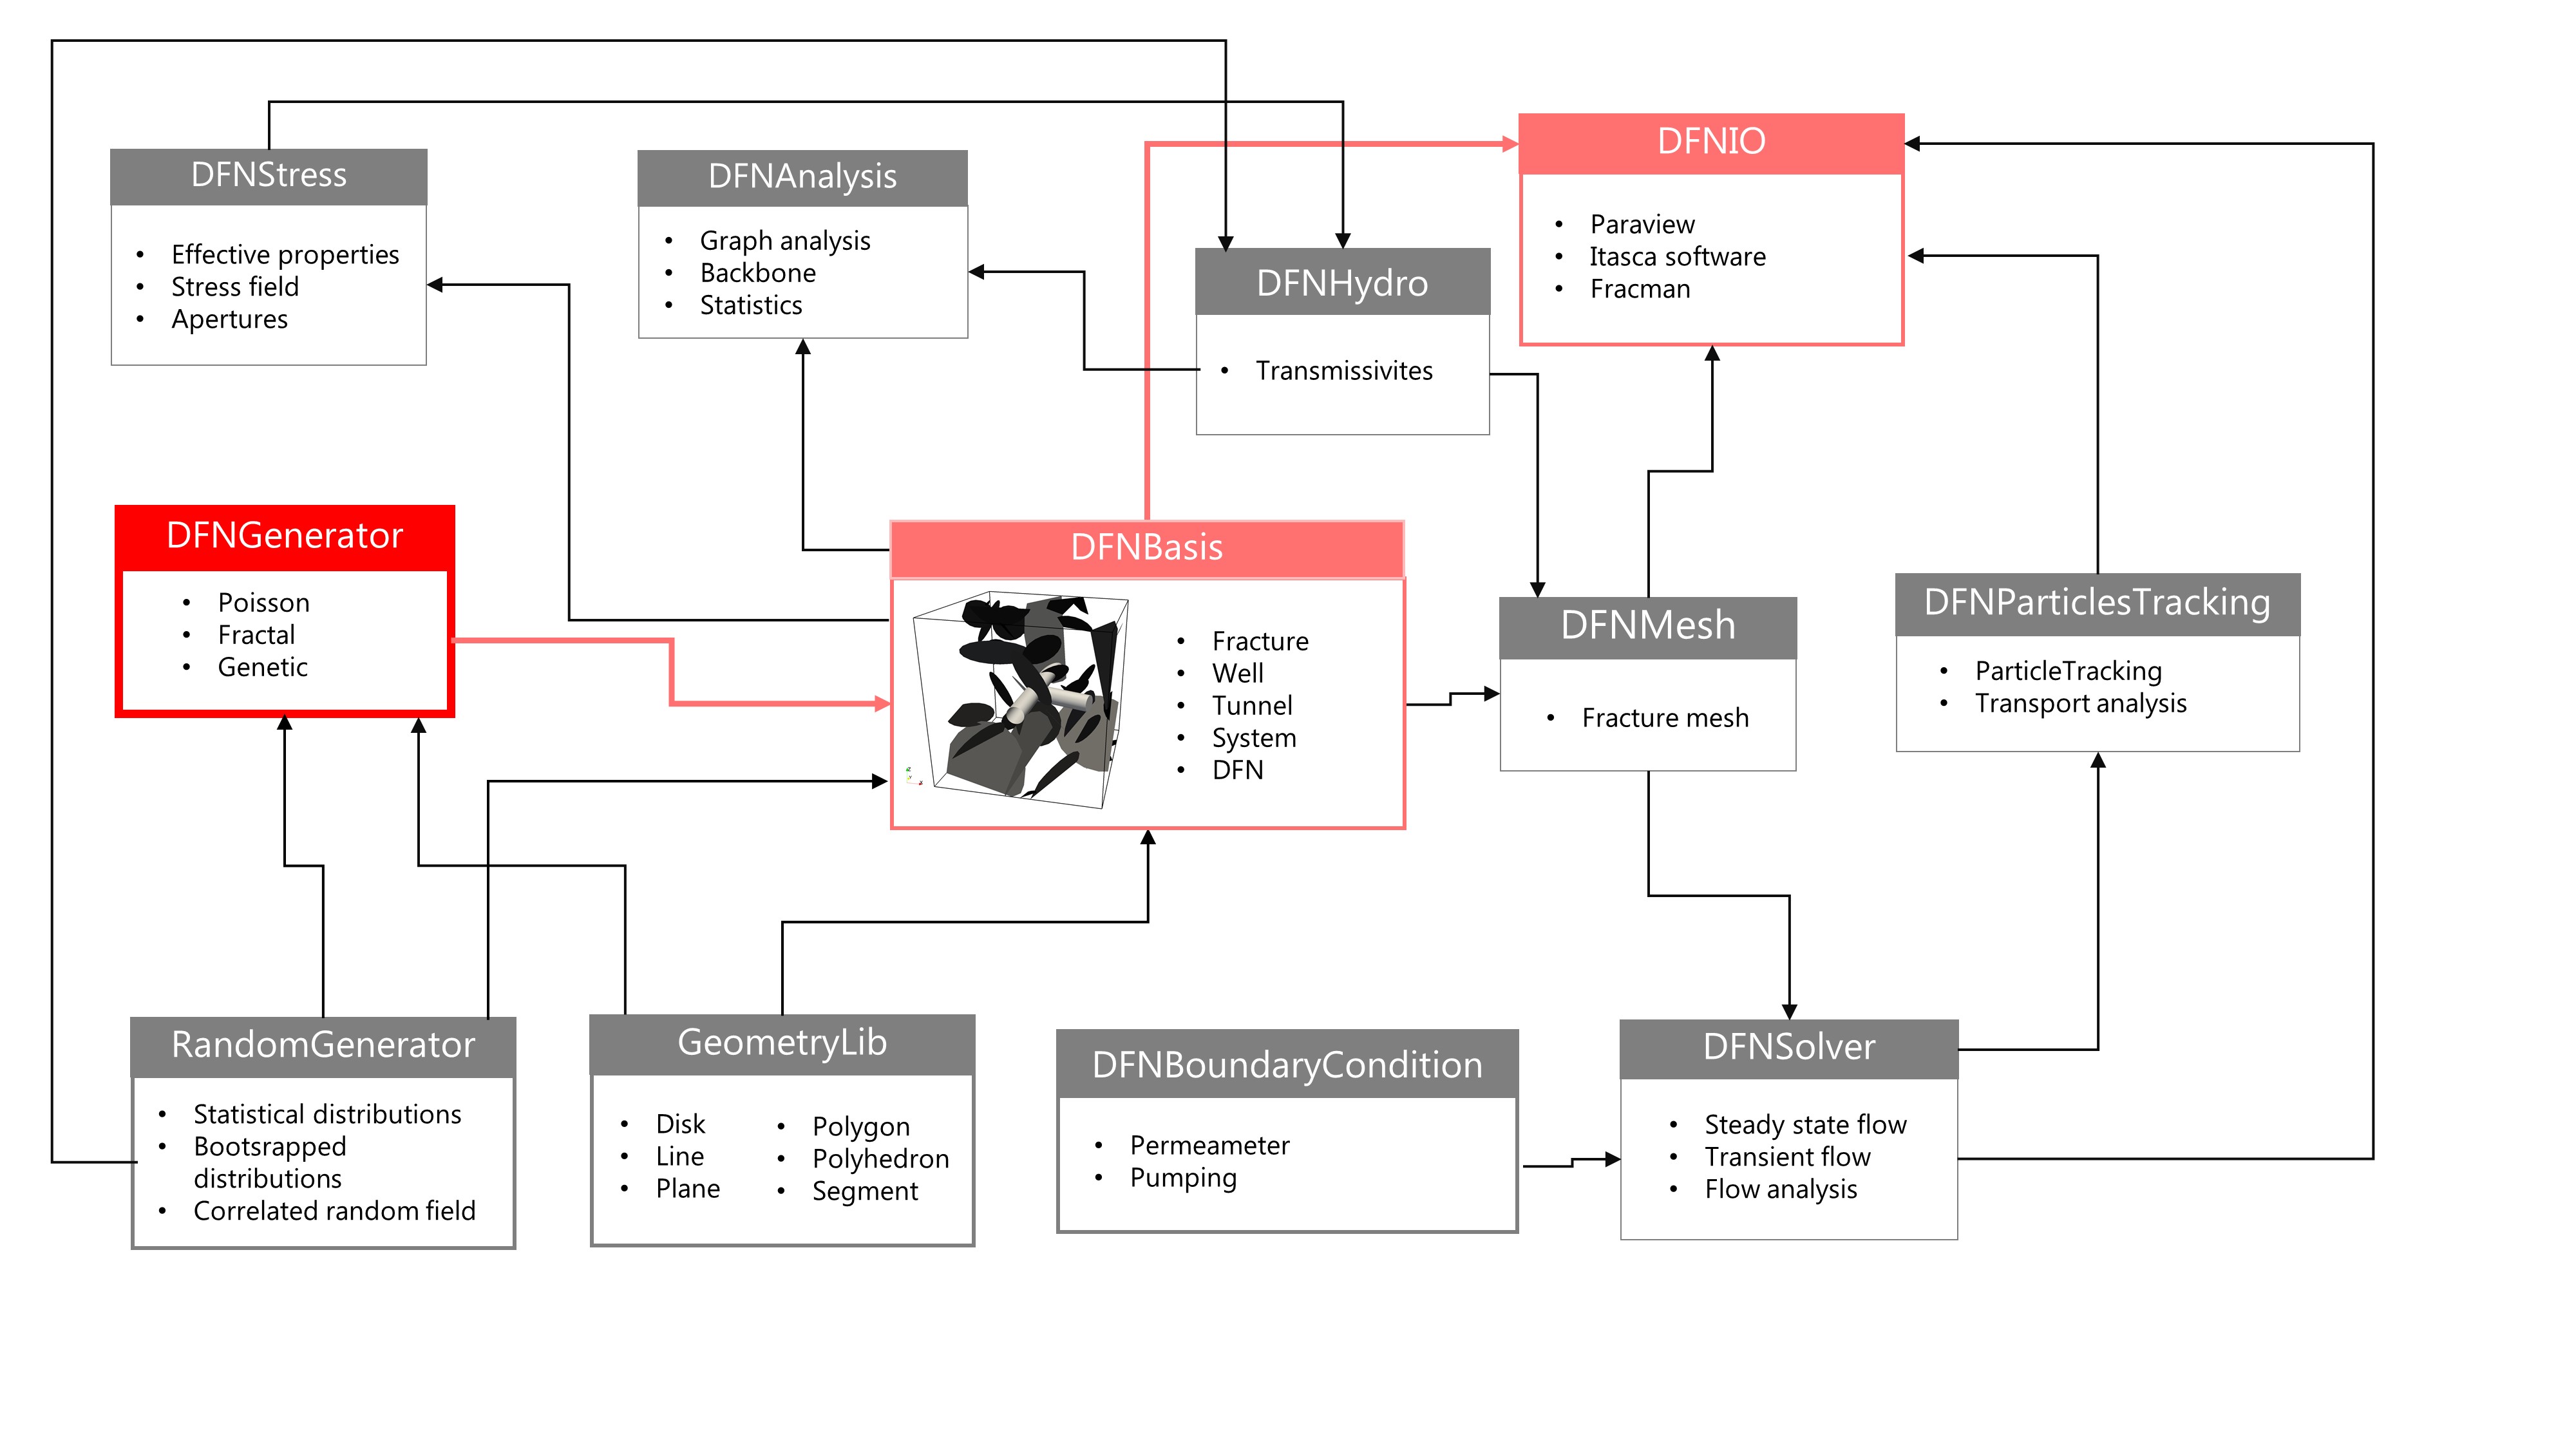 DFNStress
• Effective properties
• Stress field
• Apertures
DFNAnalysis
• Graph analysis
• Backbone
• Statistics
DFNHydro
• Transmissivites
DFNIO
• Paraview
• Itasca software
• Fracman
DFNGenerator
• Poisson
• Fractal
• Genetic
DFNBasis
• Fracture
• Well
• Tunnel
• System
• DFN
DFNMesh
• Fracture mesh
DFNParticlesTracking
• ParticleTracking
• Transport analysis
RandomGenerator
• Statistical distributions
• Bootsrapped
distributions
• Correlated random field
GeometryLib
• Disk
• Line
• Plane
• Polygon
• Polyhedron
• Segment
DFNBoundaryCondition
• Permeameter
• Pumping
DFNSolver
• Steady state flow
• Transient flow
• Flow analysis